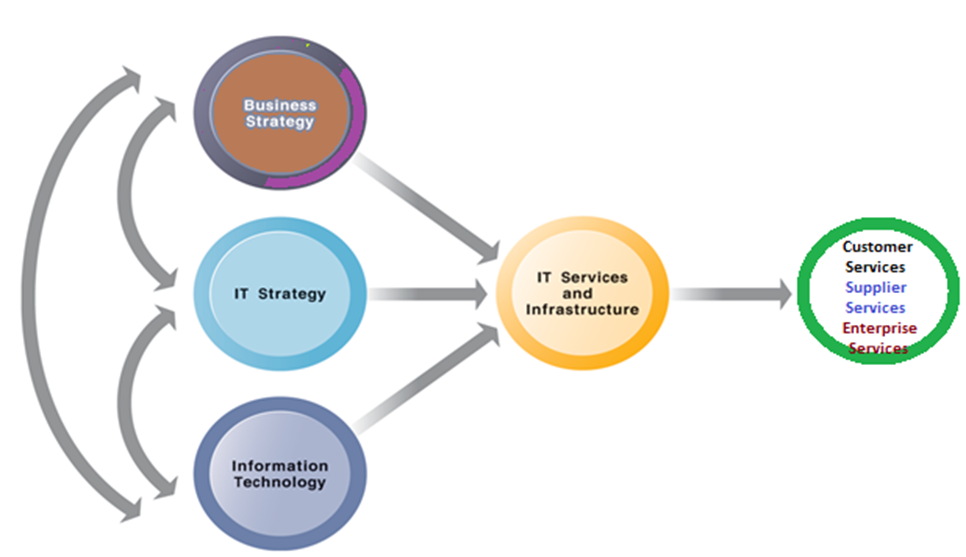 Business
Strategy
IT Strategy
Information
Technology
IT Services
and
Infrastructure
Customer
Services
Supplier
Services
Enterprise
Services